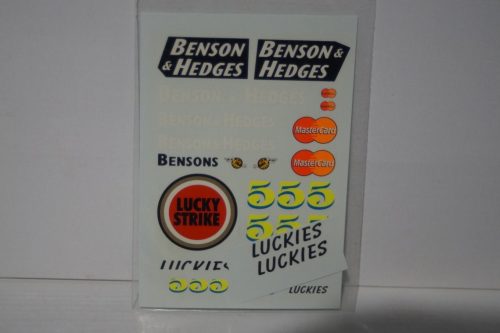 BENSON & HEDGES
BENSON & HEDGES
BENSON & HEDGES
BENSON & HEDGES
MasterCard
BENSON & HEDGES
BENSONS
MasterCard
LUCKY STRIKE
555
555
LUCKIES
LUCKIES
LUCKIES
555
LUCKIES